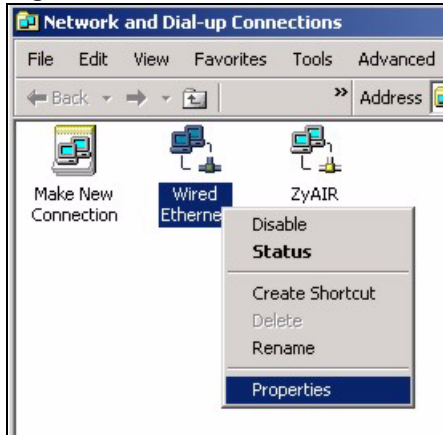 Network and Dial-up Connections
File Edit View Favorites Tools Advanced
Back » Address
Make New Connection
Wired Etherne
ZyAIR
Disable
Status
Create Shortcut
Delete
Rename
Properties